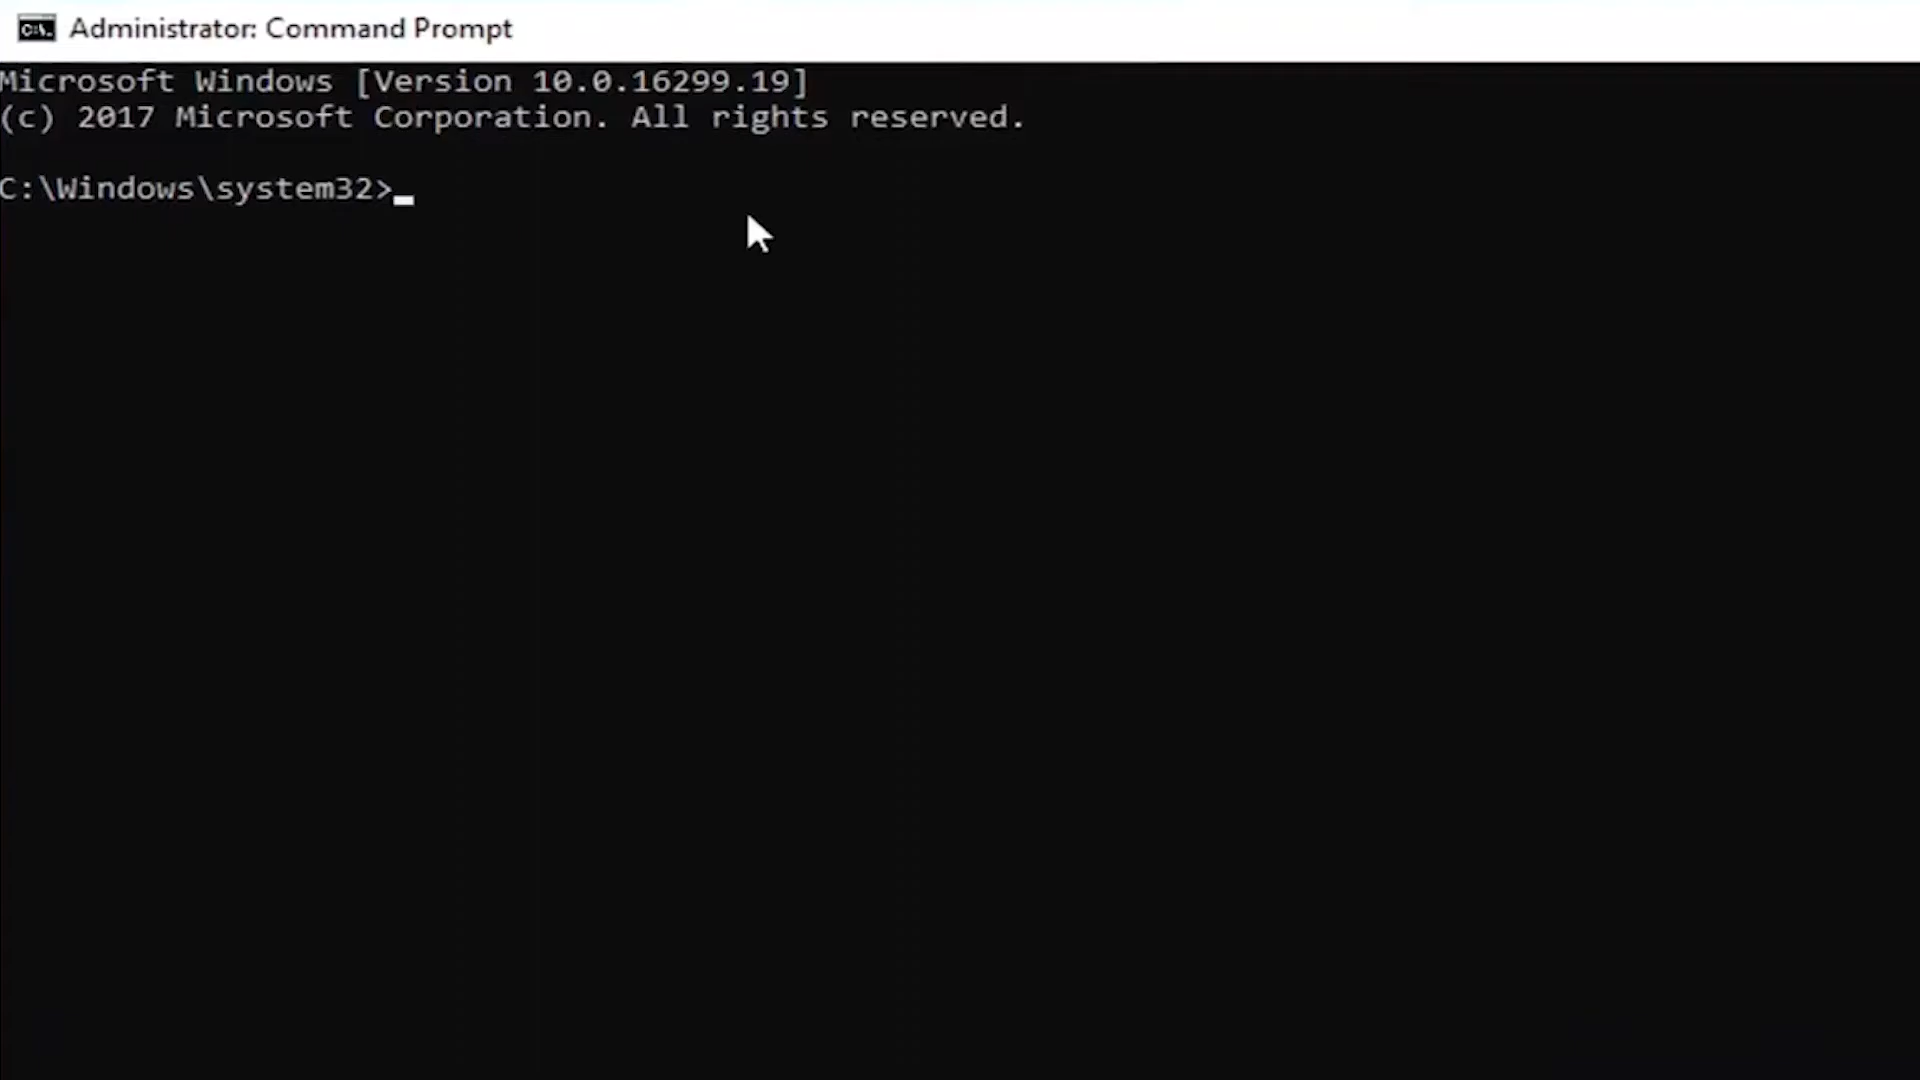 Administrator: Command Prompt
Microsoft Windows [Version 10.0.16299.19]
(c) 2017 Microsoft Corporation. All rights reserved.
C:\Windows\system32>